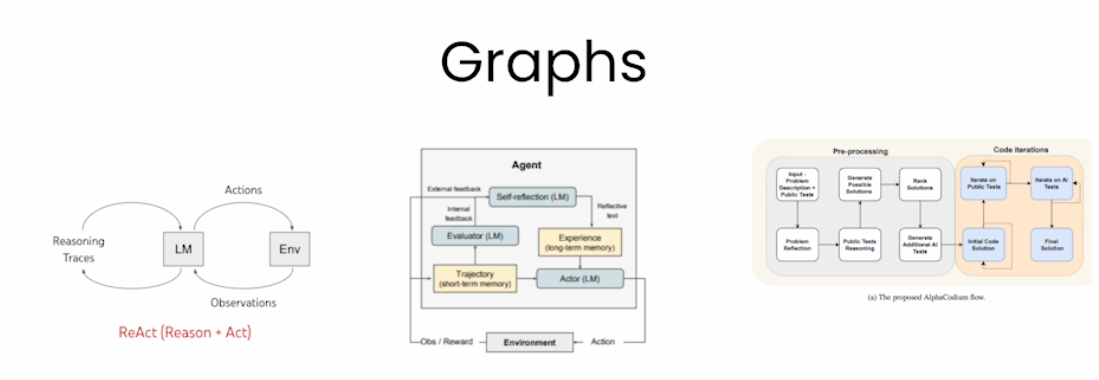 Graphs
Actions
Reasoning
Traces
LM
Env
Observations
ReAct (Reason + Act)
Agent
External feedback
Self-reflection (LM)
Internal
feedback
Reflective
text
Evaluator (LM)
Experience
(long-term memory)
Trajectory
(short-term memory)
Actor (LM)
Obs / Reward
Environment
Action
Pre-processing
Code iterations
Input -
Problem
Description +
Public Tests
Generate
Possible
Solutions
Rank
Solutions
Iterate on
Public Tests
Iterate on AI
Tests
Problem
Reflection
Public Tests
Reasoning
Generate
Additional AI
Tests
Initial Code
Solution
Final
Solution
(a) The proposed AlphaCodium flow.